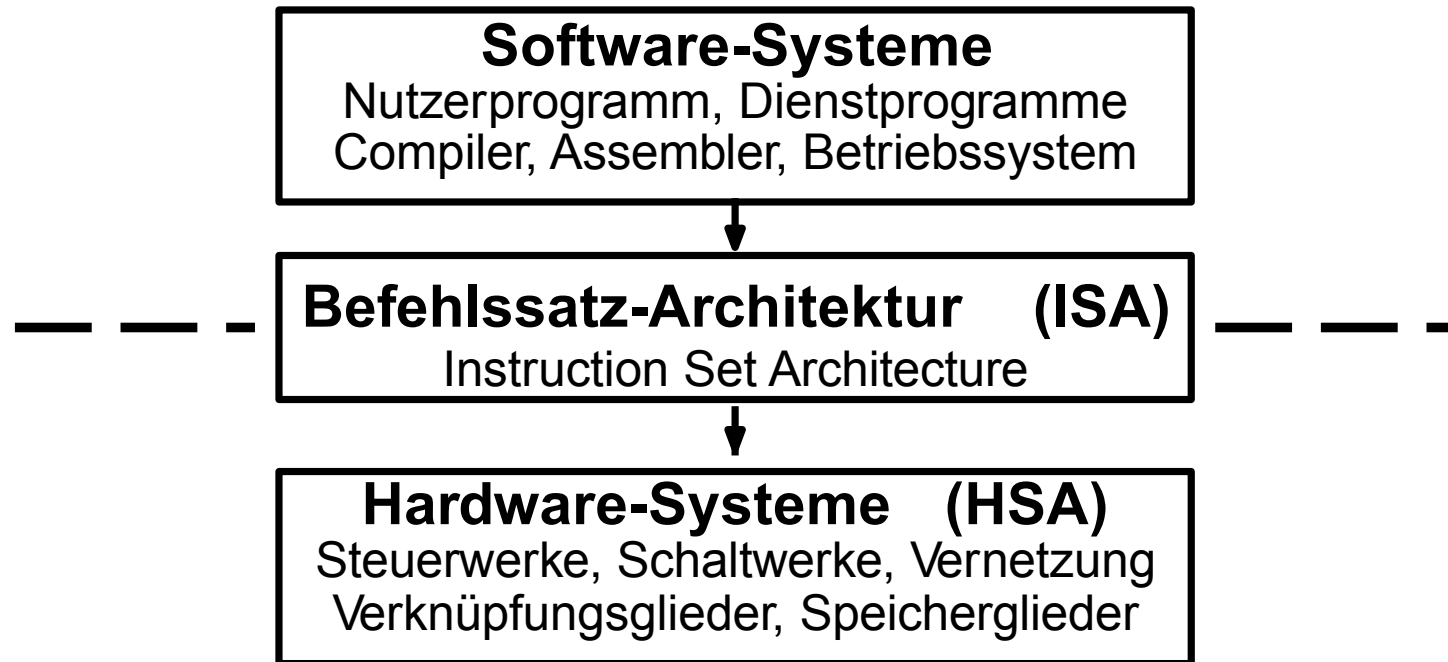 Software-Systeme
Nutzerprogramm, Dienstprogramme
Compiler, Assembler, Betriebssystem
Befehlssatz-Architektur (ISA)
Instruction Set Architecture
Hardware-Systeme (HSA)
Steuerwerke, Schaltwerke, Vernetzung
Verknüpfungsglieder, Speicherglieder